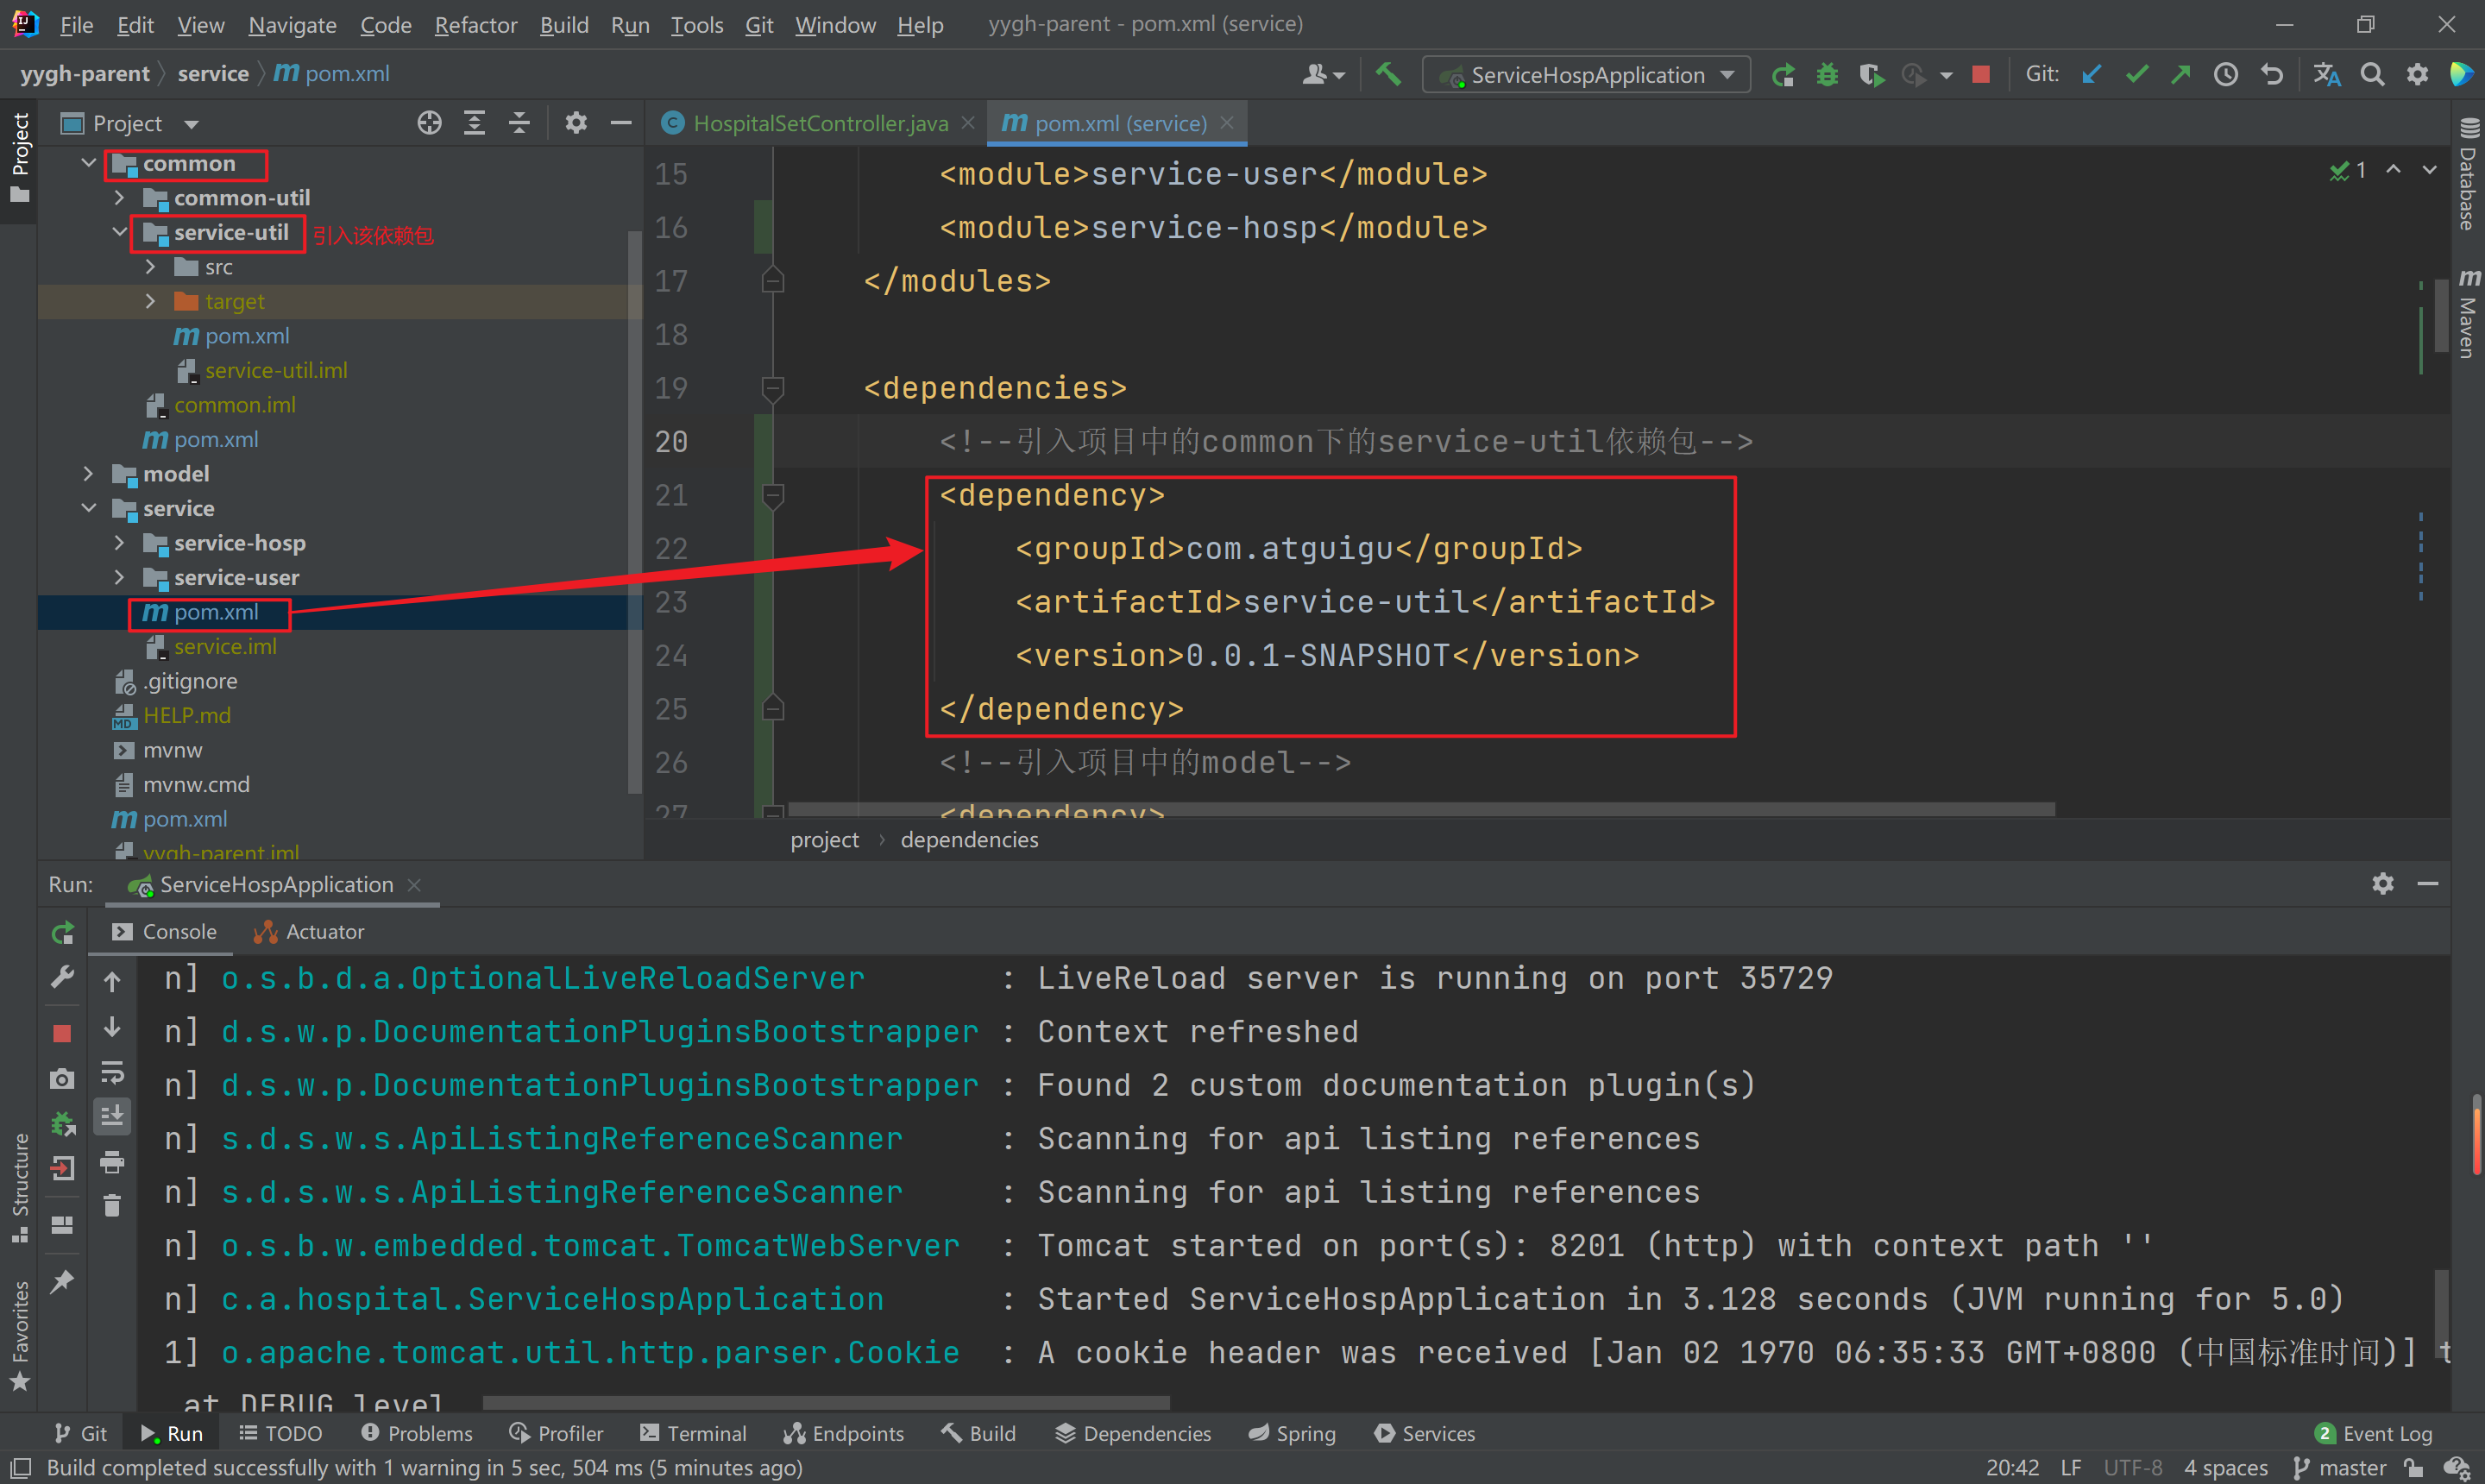 File Edit View Navigate Code Refactor Build Run Tools Git Window Help yygh-parent - pom.xml (service)
yygh-parent service m pom.xml
ServiceHospApplication Git:
Project
Project
HospitalSetController.java
m pom.xml (service)
common
common-util
service-util 引入该依赖包
src
target
m pom.xml
service-util.iml
common.iml
m pom.xml
model
service
service-hosp
service-user
m pom.xml
service.iml
.gitignore
HELP.md
mvnw
mvnw.cmd
m pom.xml
yygh-parent.iml
15 <module>service-user</module>
16 <module>service-hosp</module>
17 </modules>
18
19 <dependencies>
20 <!--引入项目中的common下的service-util依赖包-->
21 <dependency>
22 <groupId>com.atguigu</groupId>
23 <artifactId>service-util</artifactId>
24 <version>0.0.1-SNAPSHOT</version>
25 </dependency>
26 <!--引入项目中的model-->
27 <dependency>
1
Database
m Maven
project dependencies
Run: ServiceHospApplication
Console Actuator
n] o.s.b.d.a.OptionalLiveReloadServer : LiveReload server is running on port 35729
n] d.s.w.p.DocumentationPluginsBootstrapper : Context refreshed
n] d.s.w.p.DocumentationPluginsBootstrapper : Found 2 custom documentation plugin(s)
n] s.d.s.w.s.ApiListingReferenceScanner : Scanning for api listing references
n] s.d.s.w.s.ApiListingReferenceScanner : Scanning for api listing references
n] o.s.b.w.embedded.tomcat.TomcatWebServer : Tomcat started on port(s): 8201 (http) with context path ''
n] c.a.hospital.ServiceHospApplication : Started ServiceHospApplication in 3.128 seconds (JVM running for 5.0)
1] o.apache.tomcat.util.http.parser.Cookie : A cookie header was received [Jan 02 1970 06:35:33 GMT+0800 (中国标准时间)] t
at DEBUG level
Structure
Favorites
Git Run TODO Problems Profiler Terminal Endpoints Build Dependencies Spring Services 2 Event Log
Build completed successfully with 1 warning in 5 sec, 504 ms (5 minutes ago) 20:42 LF UTF-8 4 spaces master